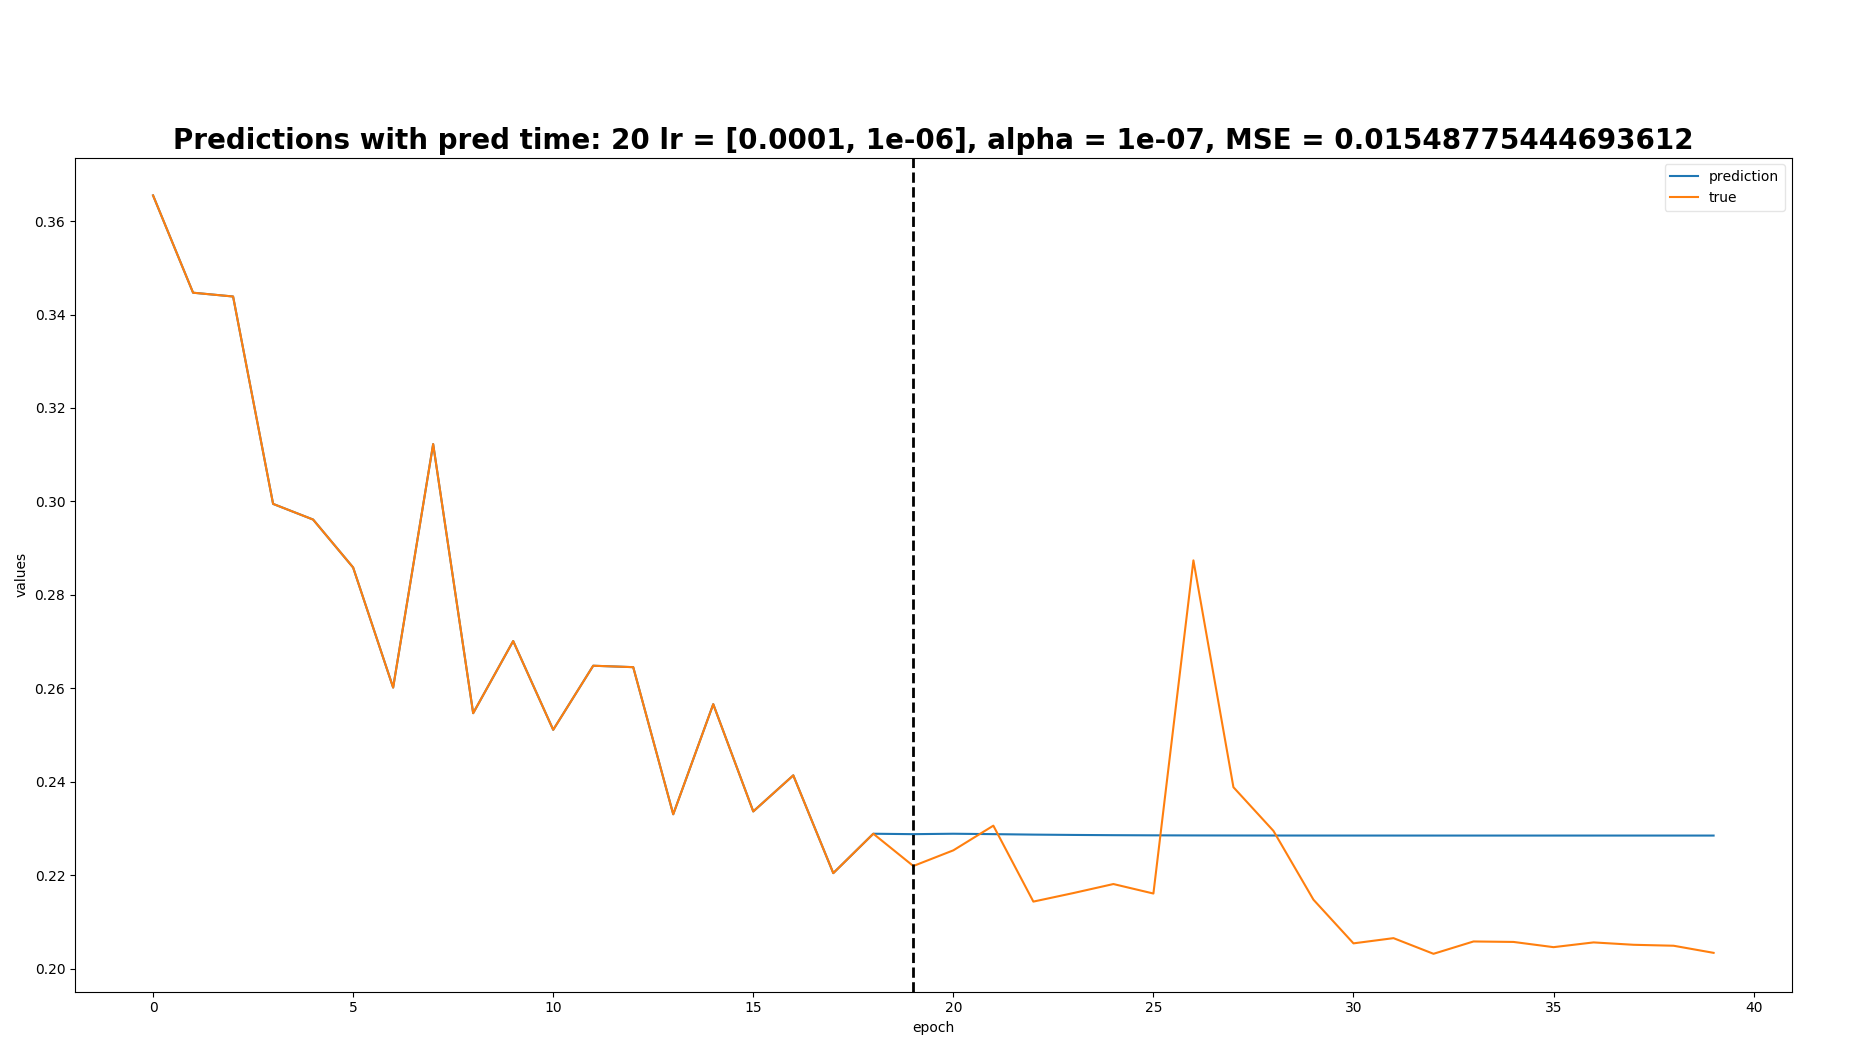 Predictions with pred time: 20 lr = [0.0001, 1e-06], alpha = 1e-07, MSE = 0.01548775444693612
prediction
true
0.36
0.34
0.32
0.30
0.28
0.26
0.24
0.22
0.20
values
0 5 10 15 20 25 30 35 40
epoch